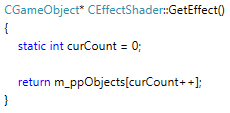 CGameObject* CEffectShader::GetEffect()
{
static int curCount = 0;
return m_ppObjects[curCount++];
}